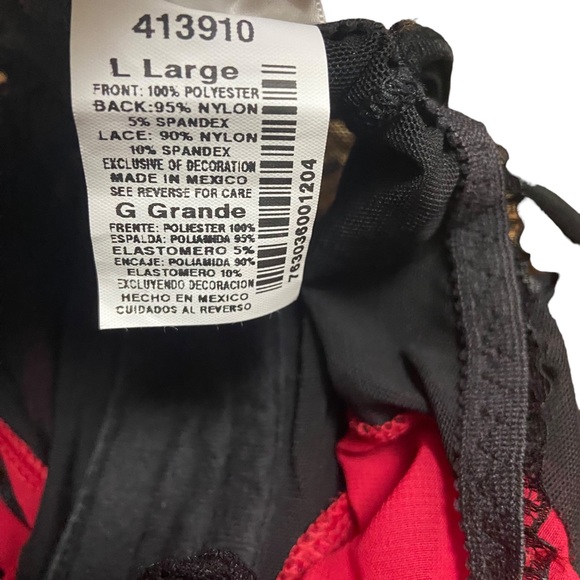 413910
L Large
FRONT: 100% POLYESTER
BACK:95% NYLON
5% SPANDEX
LACE: 90% NYLON
10% SPANDEX
EXCLUSIVE OF DECORATION
MADE IN MEXICO
SEE REVERSE FOR CARE
G Grande
FRENTE: POLIESTER 100%
ESPALDA: POLIAMIDA 95%
ELASTOMERO 5%
ENCAJE: POLIAMIDA 90%
ELASTOMERO 10%
EXCLUYENDO DECORACION
HECHO EN MEXICO
CUIDADOS AL REVERSO
763036001204